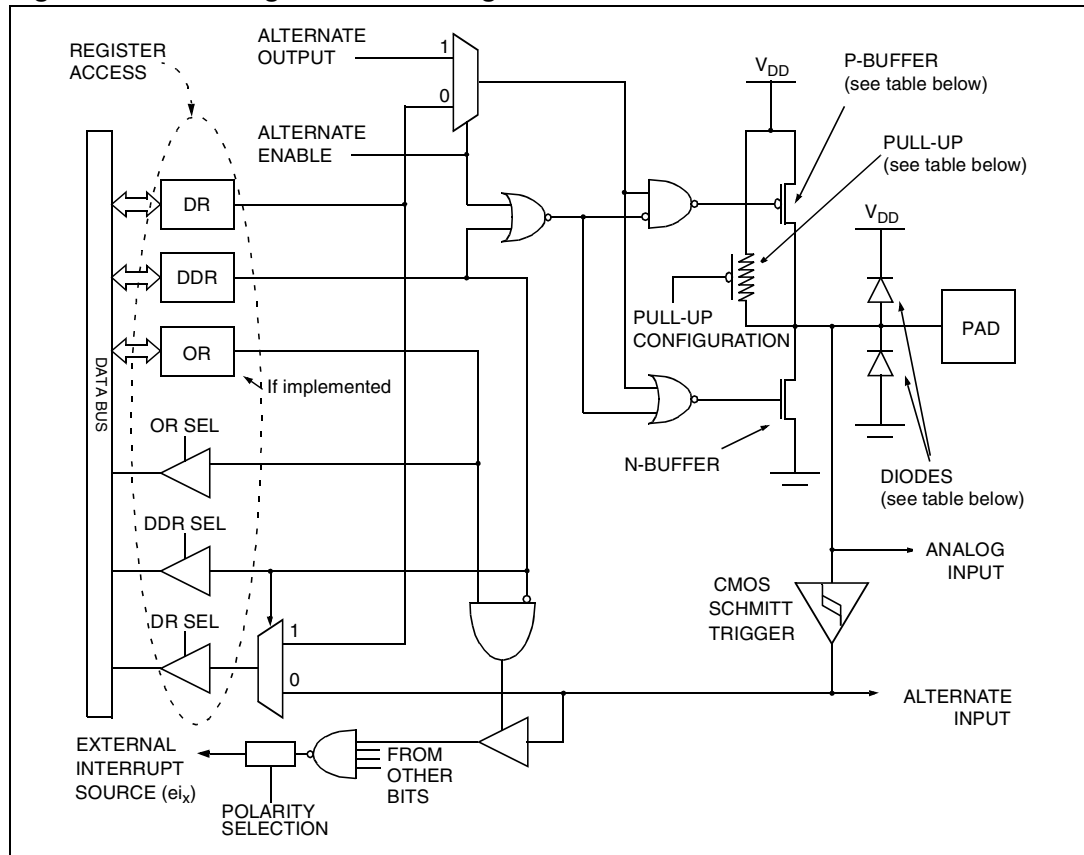 REGISTER
ACCESS
ALTERNATE
OUTPUT
1
0
ALTERNATE
ENABLE
VDD
P-BUFFER
(see table below)
PULL-UP
(see table below)
DR
DDR
OR
If implemented
DATA BUS
VDD
PULL-UP
CONFIGURATION
PAD
N-BUFFER
DIODES
(see table below)
OR SEL
DDR SEL
DR SEL
1
0
ANALOG
INPUT
CMOS
SCHMITT
TRIGGER
ALTERNATE
INPUT
EXTERNAL
INTERRUPT
SOURCE (eix)
POLARITY
SELECTION
FROM
OTHER
BITS